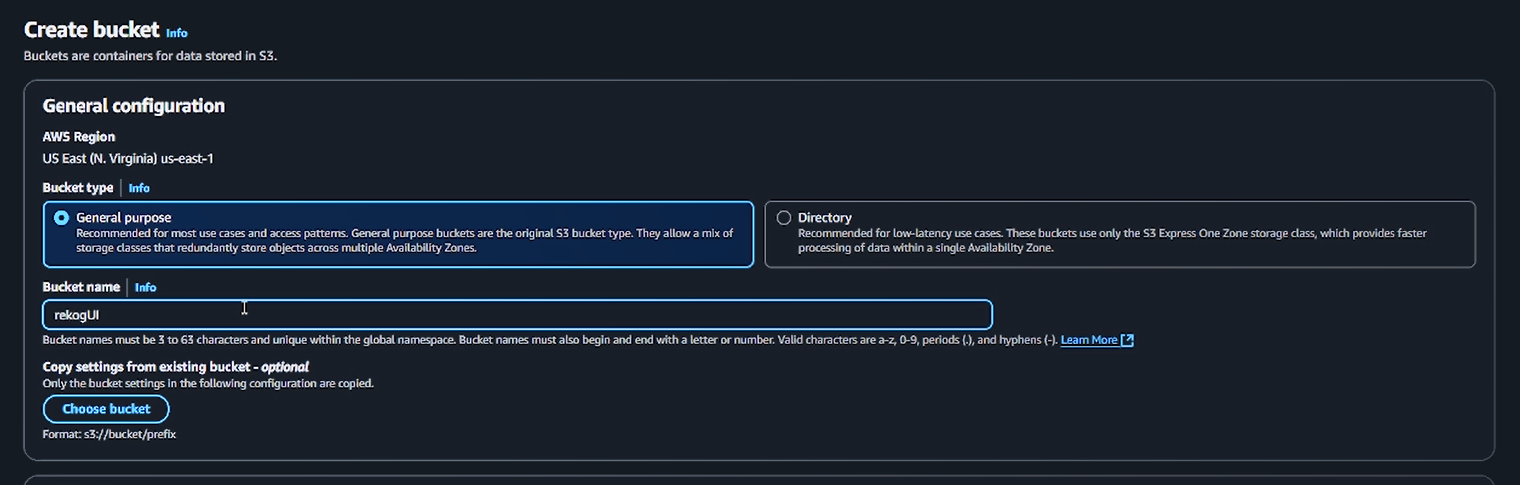 Create bucket Info
Buckets are containers for data stored in S3.
General configuration
AWS Region
US East (N. Virginia) us-east-1
Bucket type Info
General purpose
Recommended for most use cases and access patterns. General purpose buckets are the original S3 bucket type. They allow a mix of
storage classes that redundantly store objects across multiple Availability Zones.
Directory
Recommended for low-latency use cases. These buckets use only the S3 Express One Zone storage class, which provides faster
processing of data within a single Availability Zone.
Bucket name Info
rekogUI
Bucket names must be 3 to 63 characters and unique within the global namespace. Bucket names must also begin and end with a letter or number. Valid characters are a-z, 0-9, periods (.), and hyphens (-). Learn More
Copy settings from existing bucket - optional
Only the bucket settings in the following configuration are copied.
Choose bucket
Format: s3://bucket/prefix